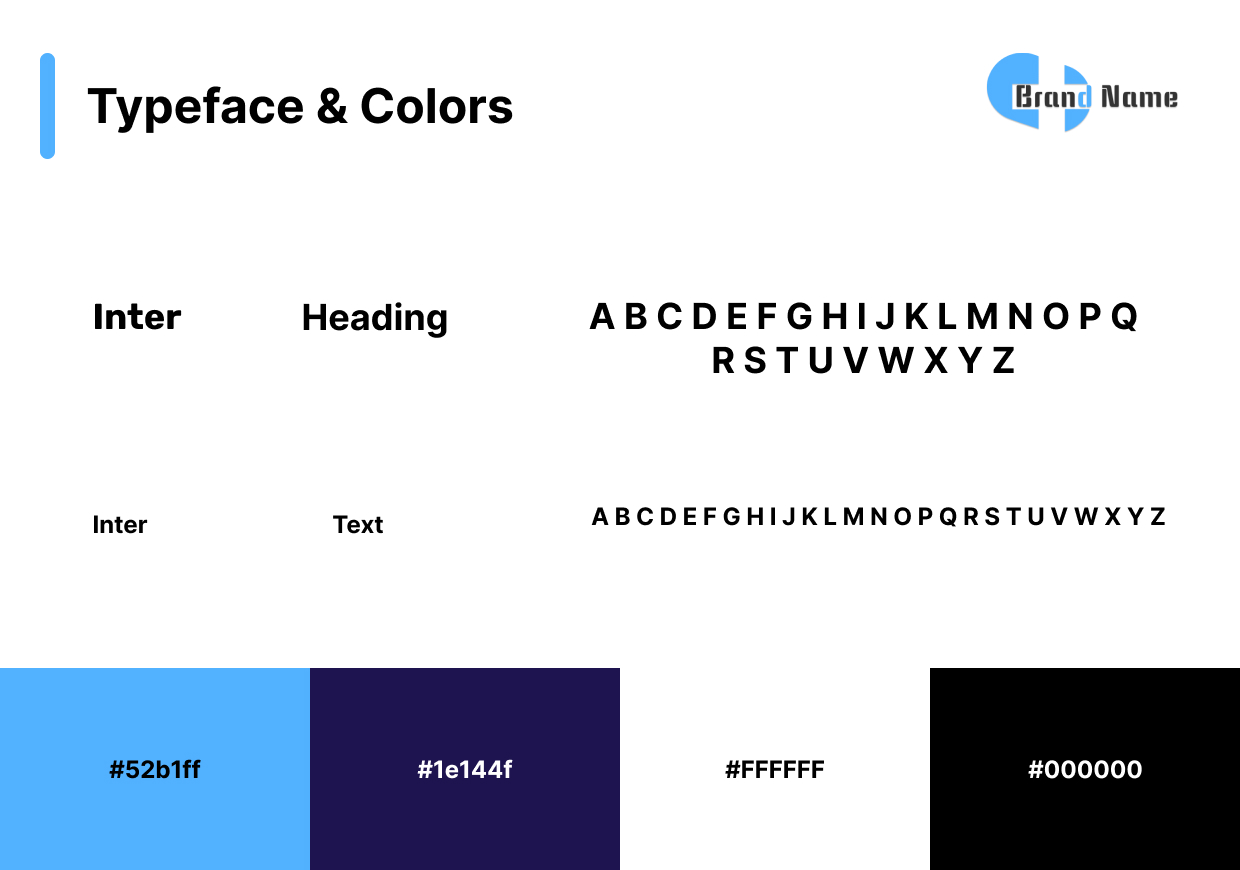 Typeface & Colors
Brand Name
Inter
Heading
A B C D E F G H I J K L M N O P Q
R S T U V W X Y Z
Inter
Text
A B C D E F G H I J K L M N O P Q R S T U V W X Y Z
#52b1ff
#1e144f
#FFFFFF
#000000